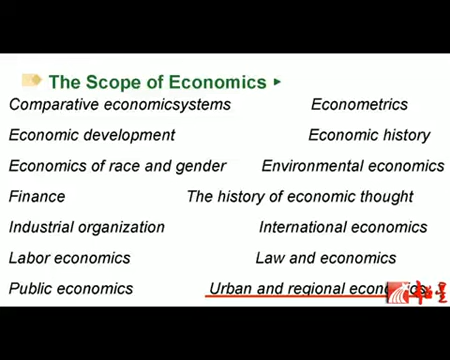 The Scope of Economics
Comparative economicsystems Econometrics
Economic development Economic history
Economics of race and gender Environmental economics
Finance The history of economic thought
Industrial organization International economics
Labor economics Law and economics
Public economics Urban and regional economics